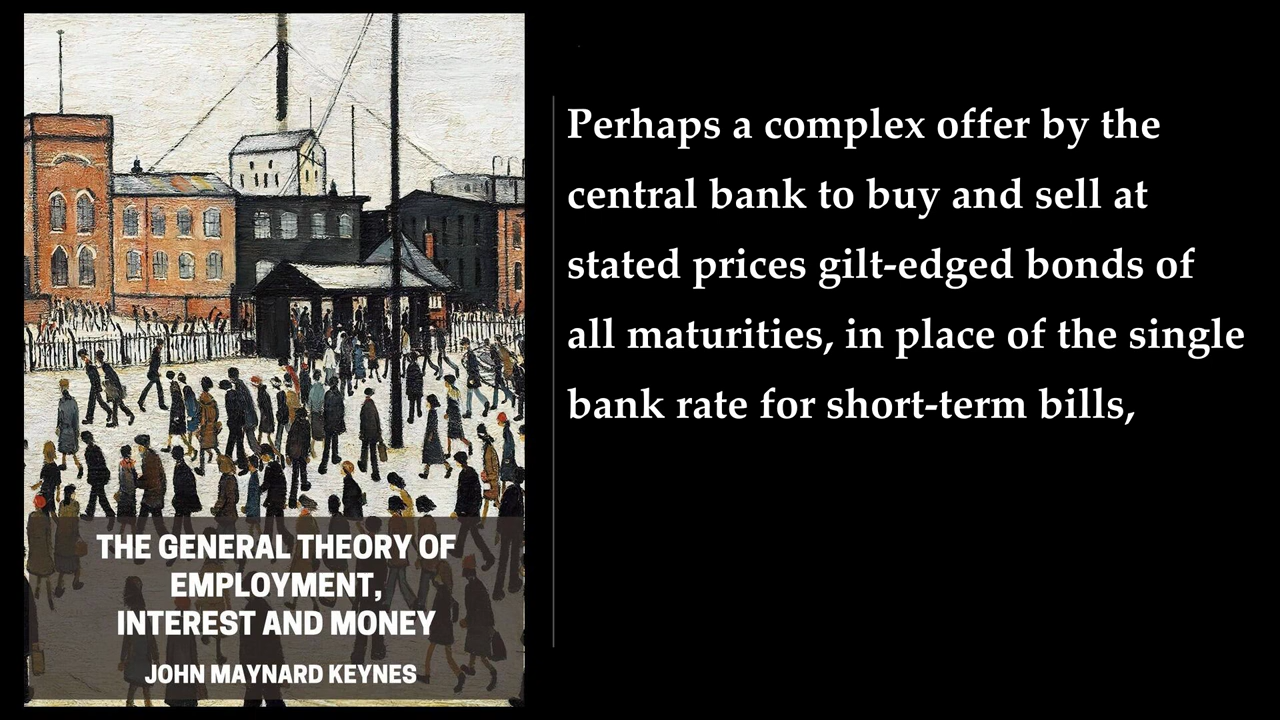 THE GENERAL THEORY OF
EMPLOYMENT,
INTEREST AND MONEY
JOHN MAYNARD KEYNES
Perhaps a complex offer by the
central bank to buy and sell at
stated prices gilt-edged bonds of
all maturities, in place of the single
bank rate for short-term bills,